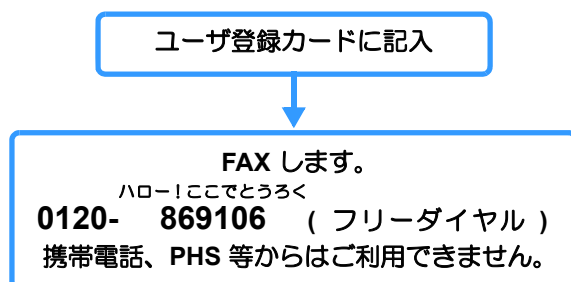 ユーザ登録カードに記入
FAX します。
ハロー！ここでとうろく
0120- 869106 ( フリーダイヤル )
携帯電話、PHS 等からはご利用できません。